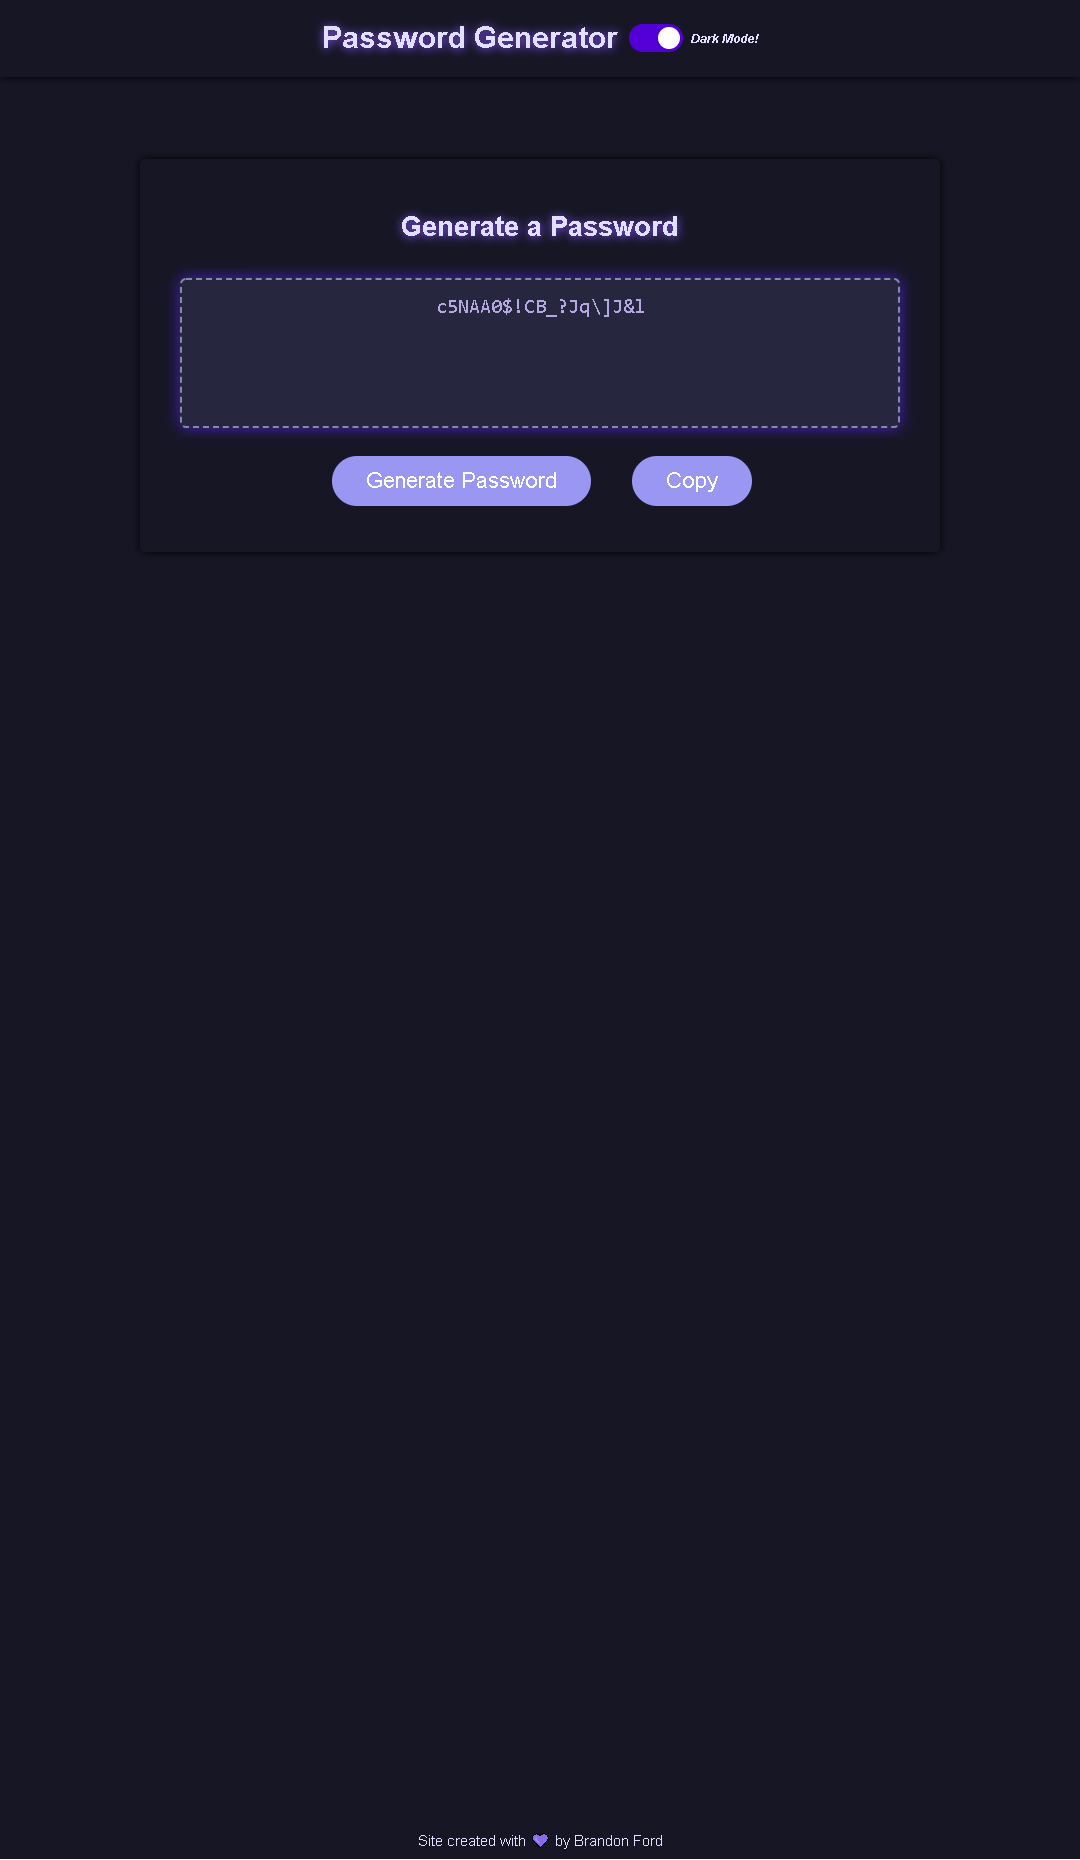 Password Generator Dark Mode!
Generate a Password
c5NAA0$!CB_?Jq\]J&l
Generate Password Copy
Site created with ♥ by Brandon Ford